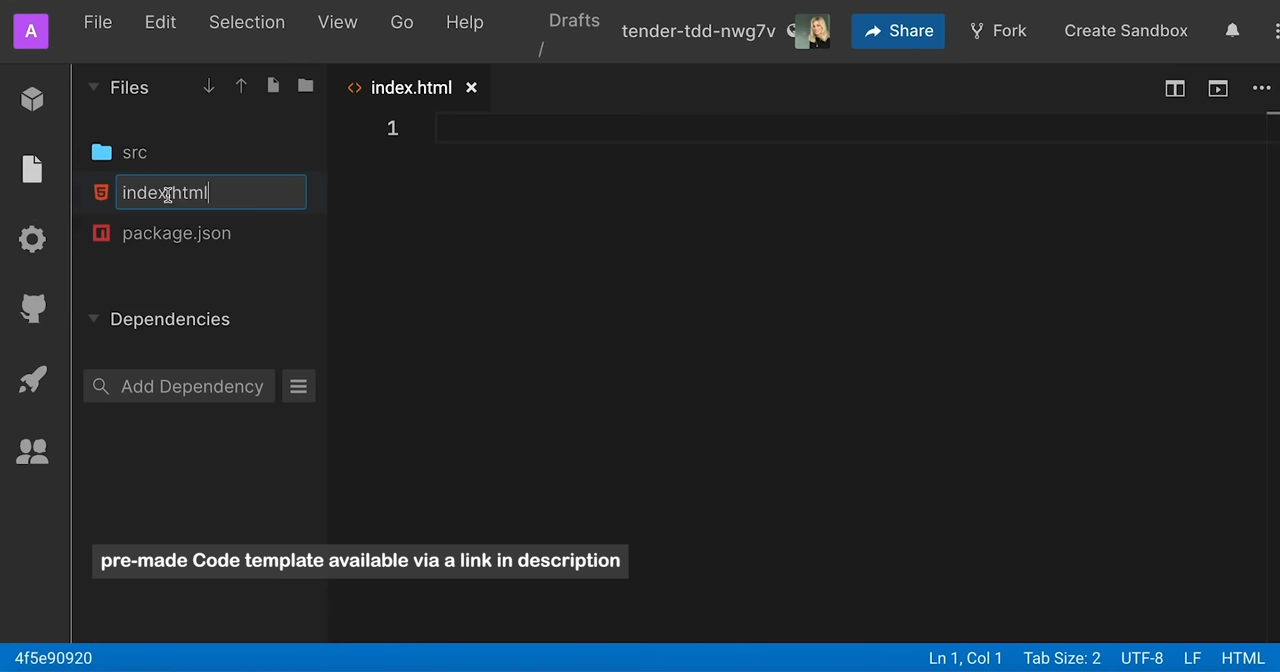 A
File Edit Selection View Go Help
Drafts
/
tender-tdd-nwg7v
Share
Fork
Create Sandbox
Files
index.html
1
src
index.html
package.json
Dependencies
Add Dependency
pre-made Code template available via a link in description
4f5e90920
Ln 1, Col 1 Tab Size: 2 UTF-8 LF HTML